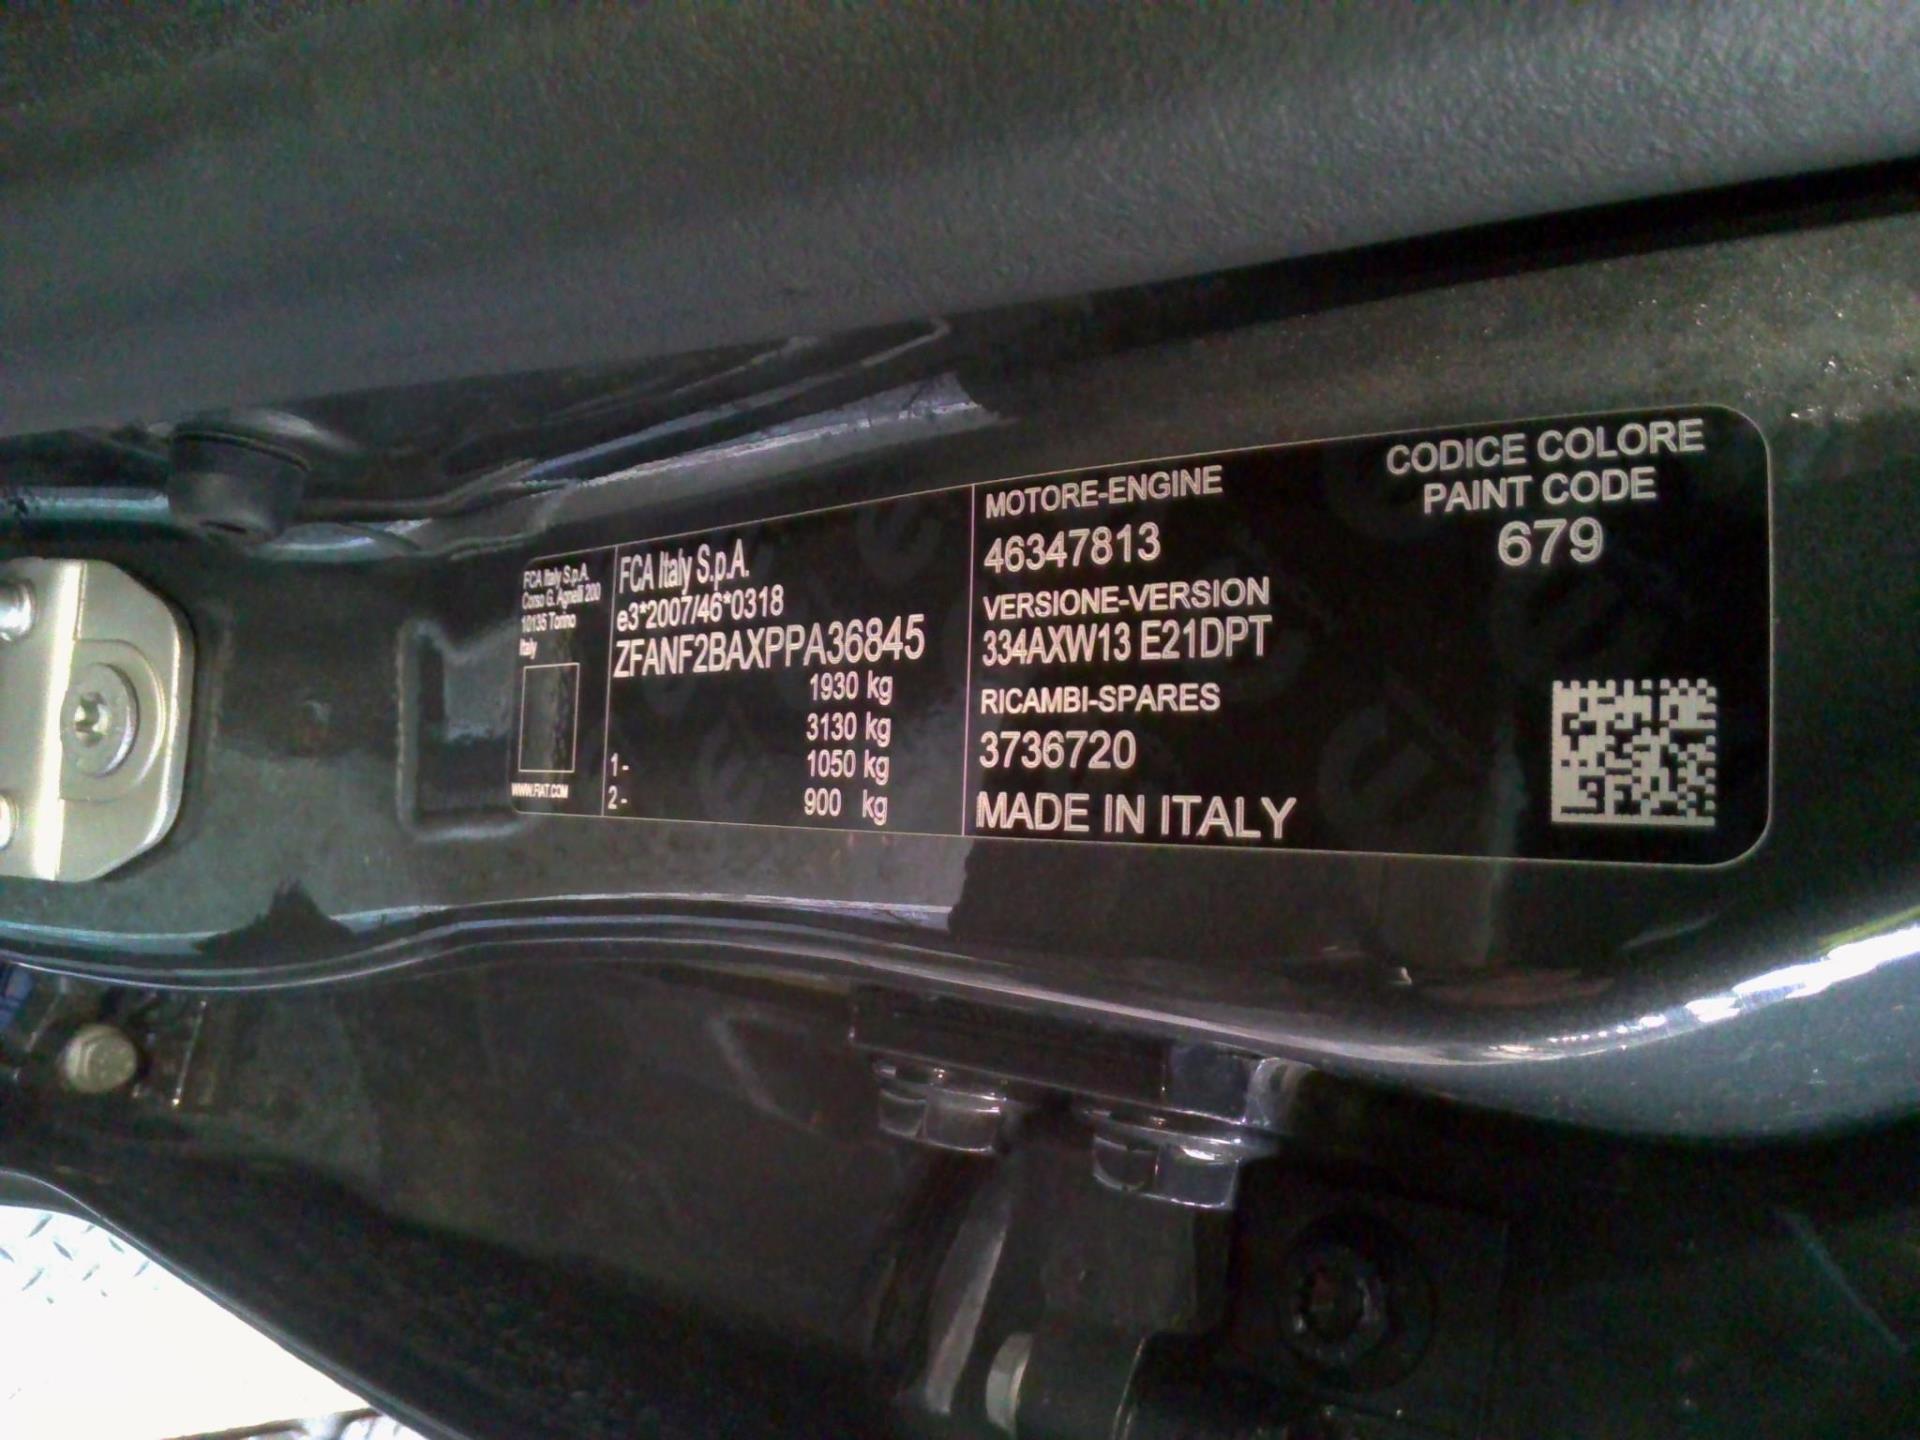 FCA Italy S.p.A.
Corso G. Agnelli 200
10135 Torino
Italy
WWW.FIAT.COM
FCA Italy S.p.A.
e3*2007/46*0318
ZFANF2BAXPPA36845
1930 kg
3130 kg
1- 1050 kg
2- 900 kg
MOTORE-ENGINE
46347813
VERSIONE-VERSION
334AXW13 E21DPT
RICAMBI-SPARES
3736720
MADE IN ITALY
CODICE COLORE
PAINT CODE
679